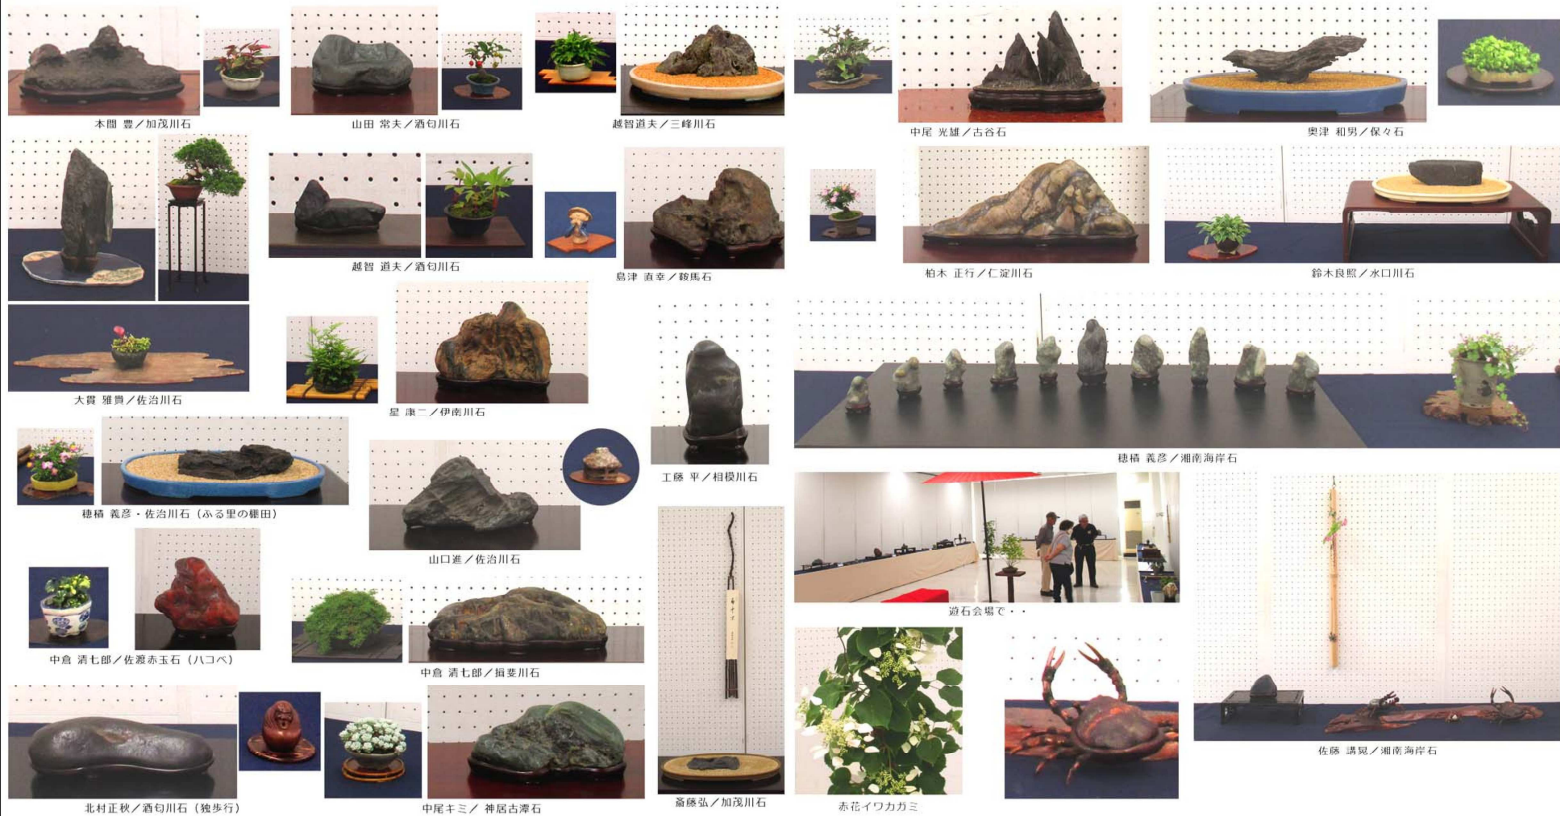 本間 豊／加茂川石
山田 常夫／酒匂川石
越智道夫／三峰川石
中尾 光雄／古谷石
奥津 和男／保々石
越智 道夫／酒匂川石
島津 直幸／鞍馬石
柏木 正行／仁淀川石
鈴木良照／水口川石
大貫 雅貴／佐治川石
星 康二／伊南川石
工藤 平／相模川石
穂積 義彦／湘南海岸石
穂積 義彦・佐治川石（ふる里の棚田）
山口進／佐治川石
遊石会場で・・
中倉 清七郎／佐渡赤玉石（ハコベ）
中倉 清七郎／揖斐川石
佐藤 講晃／湘南海岸石
北村正秋／酒匂川石（独歩行）
中尾キミ／ 神居古潭石
斎藤弘／加茂川石
赤花イワカガミ